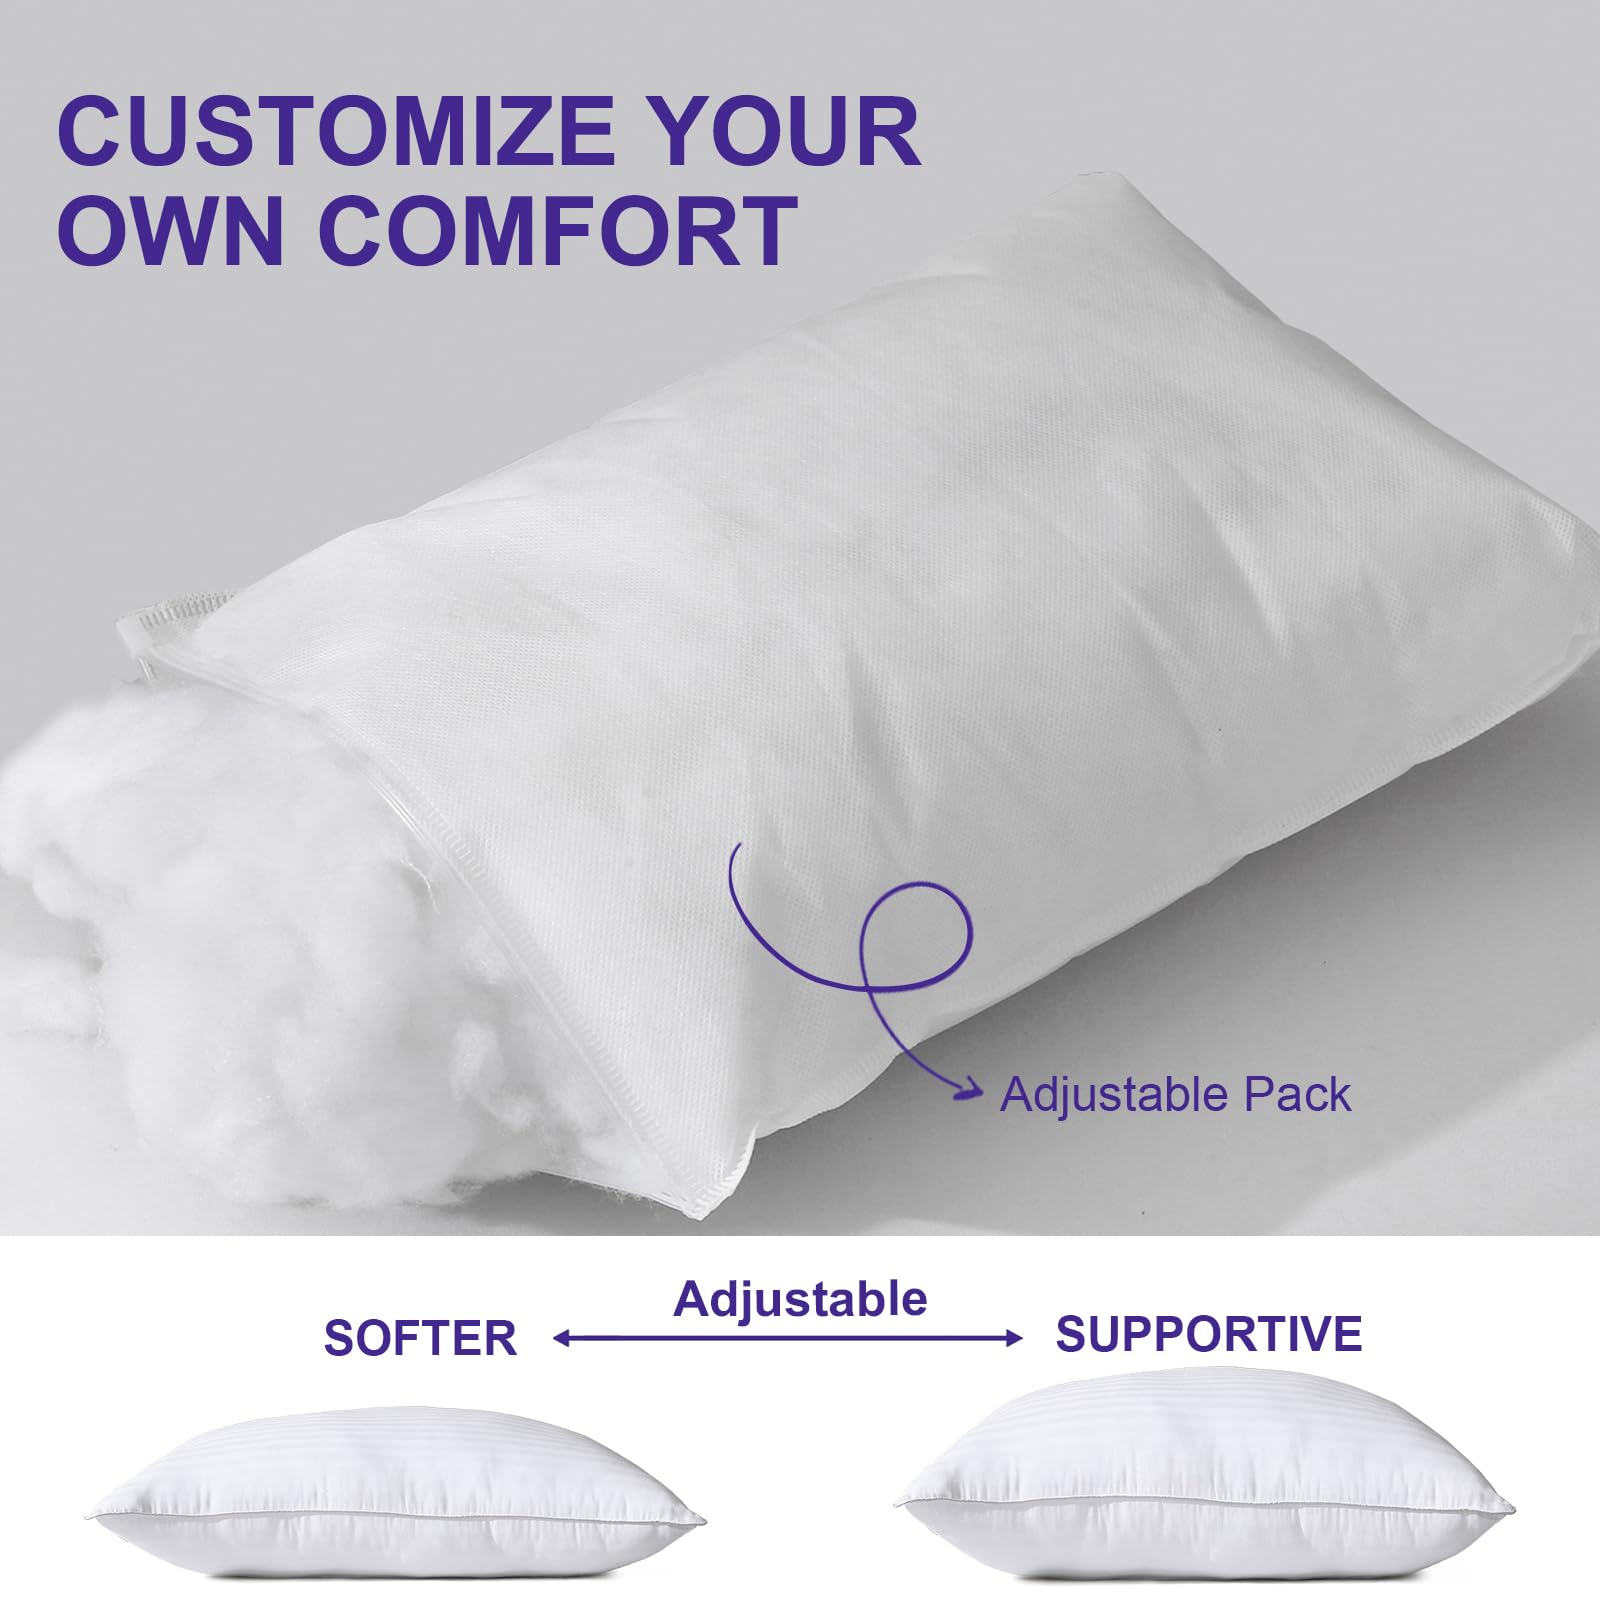 CUSTOMIZE YOUR
OWN COMFORT
Adjustable Pack
Adjustable
SOFTER
SUPPORTIVE